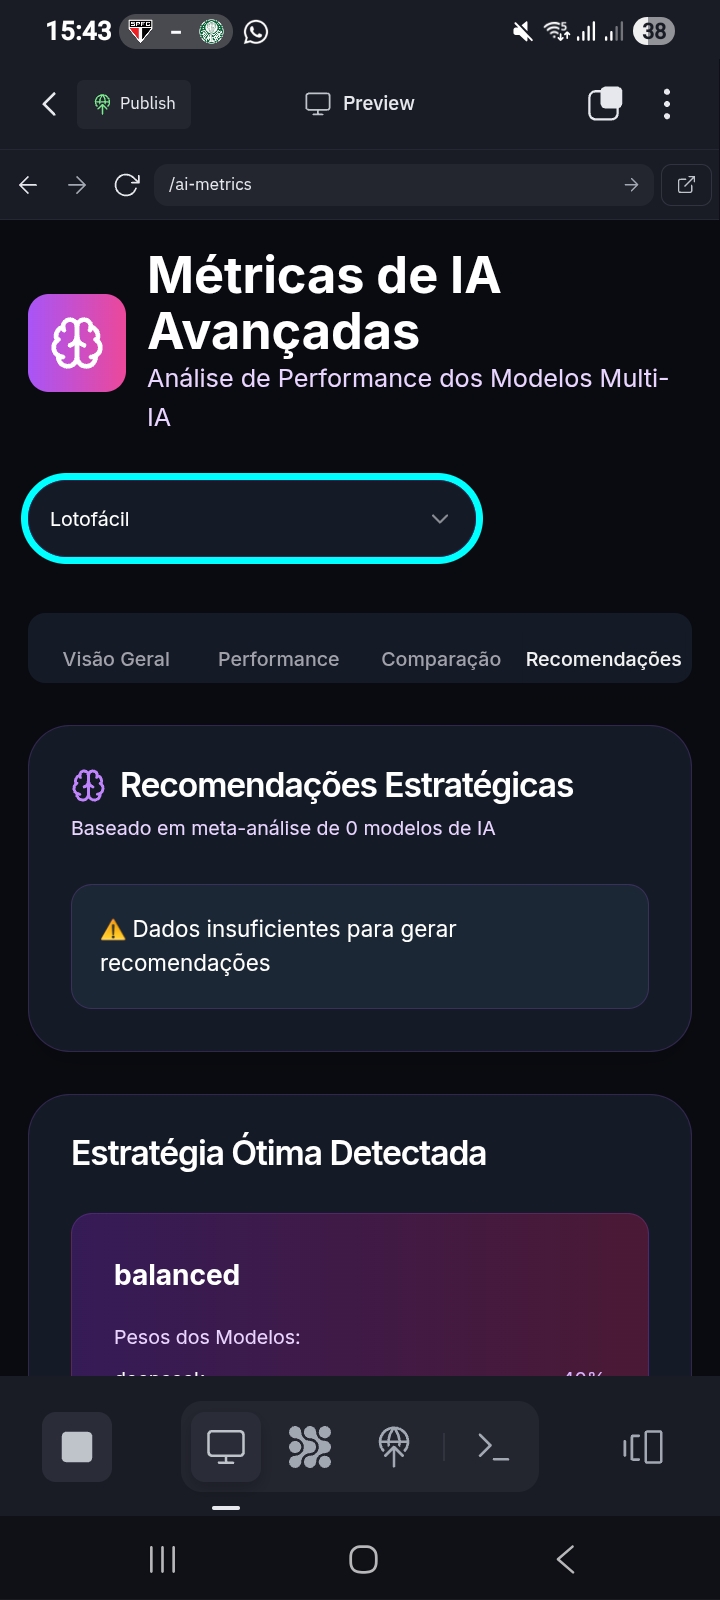 15:43
SPFC
-
5
38
Publish
Preview
/ai-metrics
Métricas de IA
Avançadas
Análise de Performance dos Modelos Multi-
IA
Lotofácil
Visão Geral
Performance
Comparação
Recomendações
Recomendações Estratégicas
Baseado em meta-análise de 0 modelos de IA
⚠️ Dados insuficientes para gerar
recomendações
Estratégia Ótima Detectada
balanced
Pesos dos Modelos: